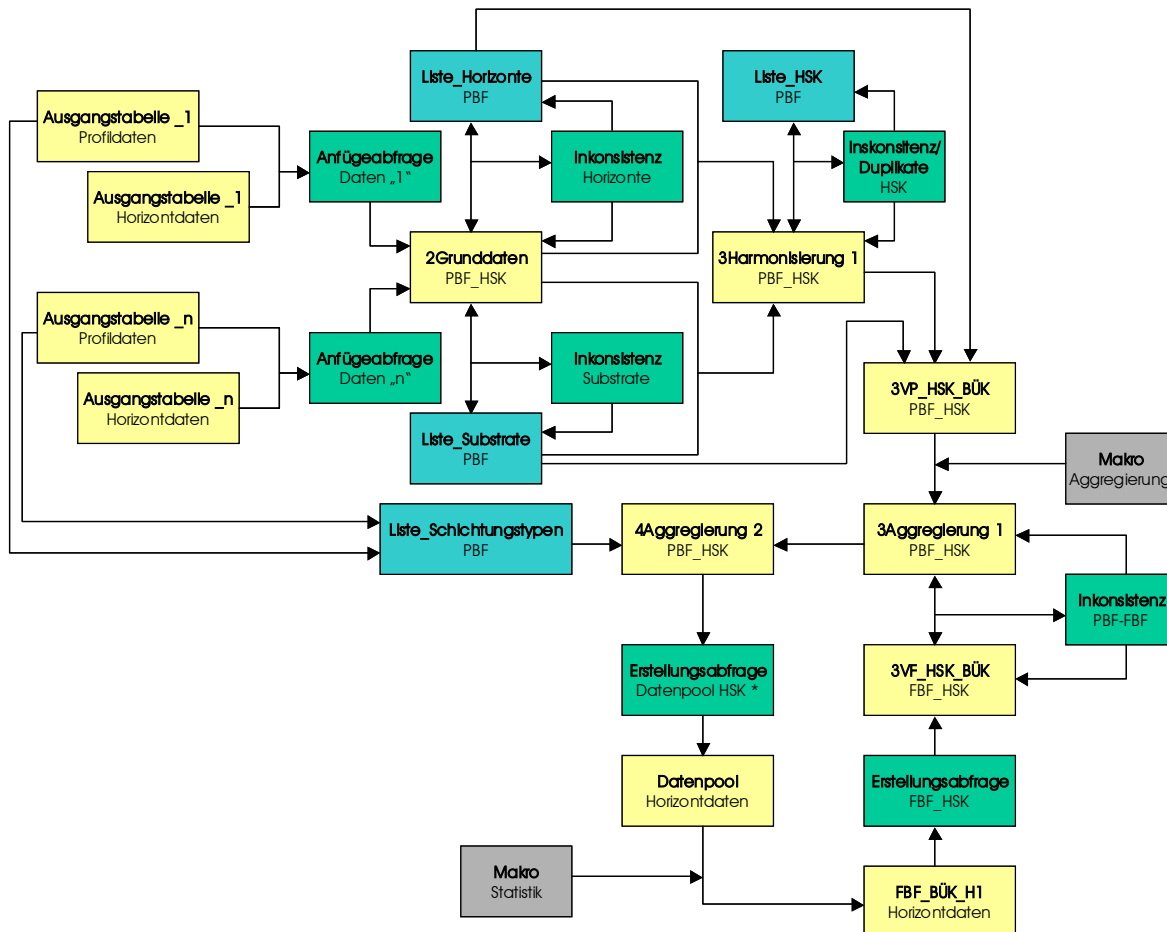 Liste_Horizonte
PBF
Liste_HSK
PBF
Ausgangstabelle _1
Profildaten
Anfügeabfrage
Daten „1“
Inkonsistenz
Horizonte
Inskonsitenz/
Duplikate
HSK
Ausgangstabelle _1
Horizontdaten
2Grunddaten
PBF_HSK
3Harmonisierung 1
PBF_HSK
Ausgangstabelle _n
Profildaten
Anfügeabfrage
Daten „n“
Inkonsistenz
Substrate
Ausgangstabelle _n
Horizontdaten
3VP_HSK_BÜK
PBF_HSK
Liste_Substrate
PBF
Makro
Aggregierung
Liste_Schichtungstypen
PBF
4Aggregierung 2
PBF_HSK
3Aggregierung 1
PBF_HSK
Inkonsistenz
PBF-FBF
Erstellungsabfrage
Datenpool HSK *
3VF_HSK_BÜK
FBF_HSK
Datenpool
Horizontdaten
Erstellungsabfrage
FBF_HSK
Makro
Statistik
FBF_BÜK_H1
Horizontdaten